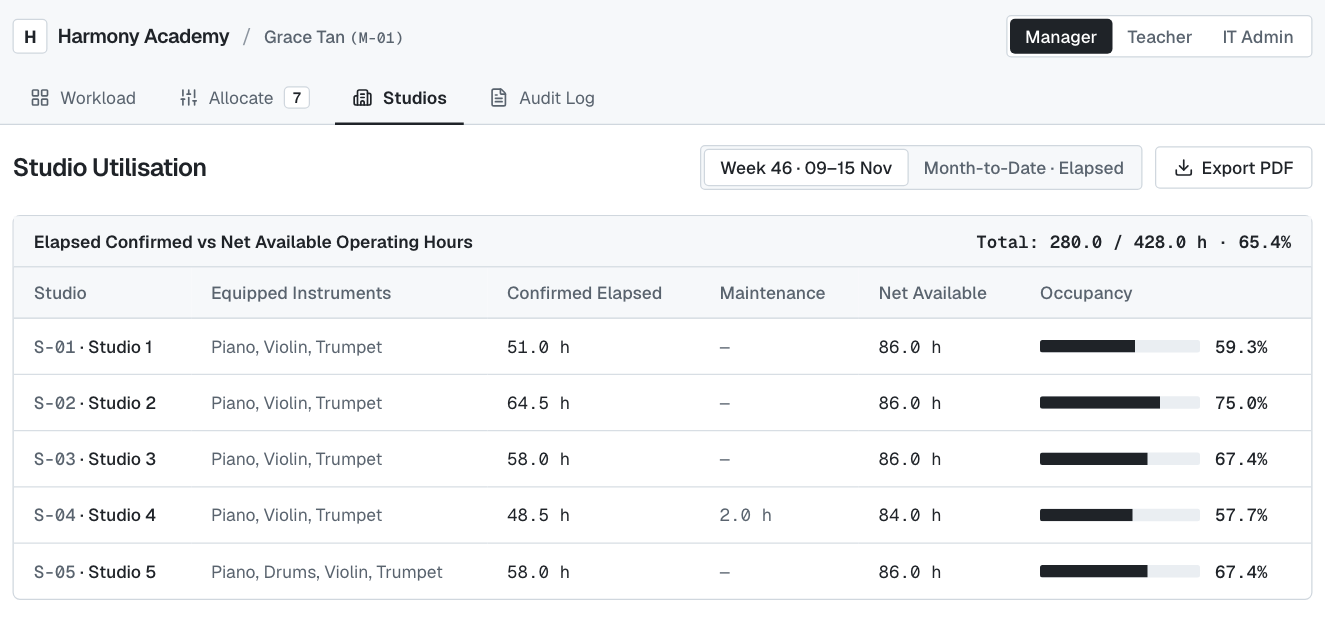 H Harmony Academy / Grace Tan (M-01) Manager Teacher IT Admin
Workload Allocate 7 Studios Audit Log
Studio Utilisation Week 46 · 09–15 Nov Month-to-Date · Elapsed Export PDF
Elapsed Confirmed vs Net Available Operating Hours Total: 280.0 / 428.0 h · 65.4%
Studio Equipped Instruments Confirmed Elapsed Maintenance Net Available Occupancy
S-01 · Studio 1 Piano, Violin, Trumpet 51.0 h – 86.0 h 59.3%
S-02 · Studio 2 Piano, Violin, Trumpet 64.5 h – 86.0 h 75.0%
S-03 · Studio 3 Piano, Violin, Trumpet 58.0 h – 86.0 h 67.4%
S-04 · Studio 4 Piano, Violin, Trumpet 48.5 h 2.0 h 84.0 h 57.7%
S-05 · Studio 5 Piano, Drums, Violin, Trumpet 58.0 h – 86.0 h 67.4%